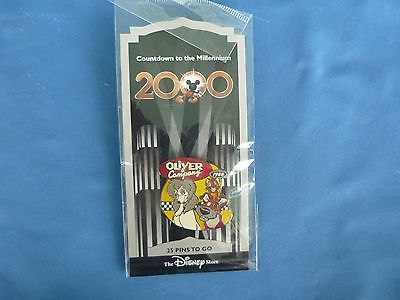 Countdown to the Millennium
2000
OLIVER
& Company
1988
25 PINS TO GO
The Disney Store